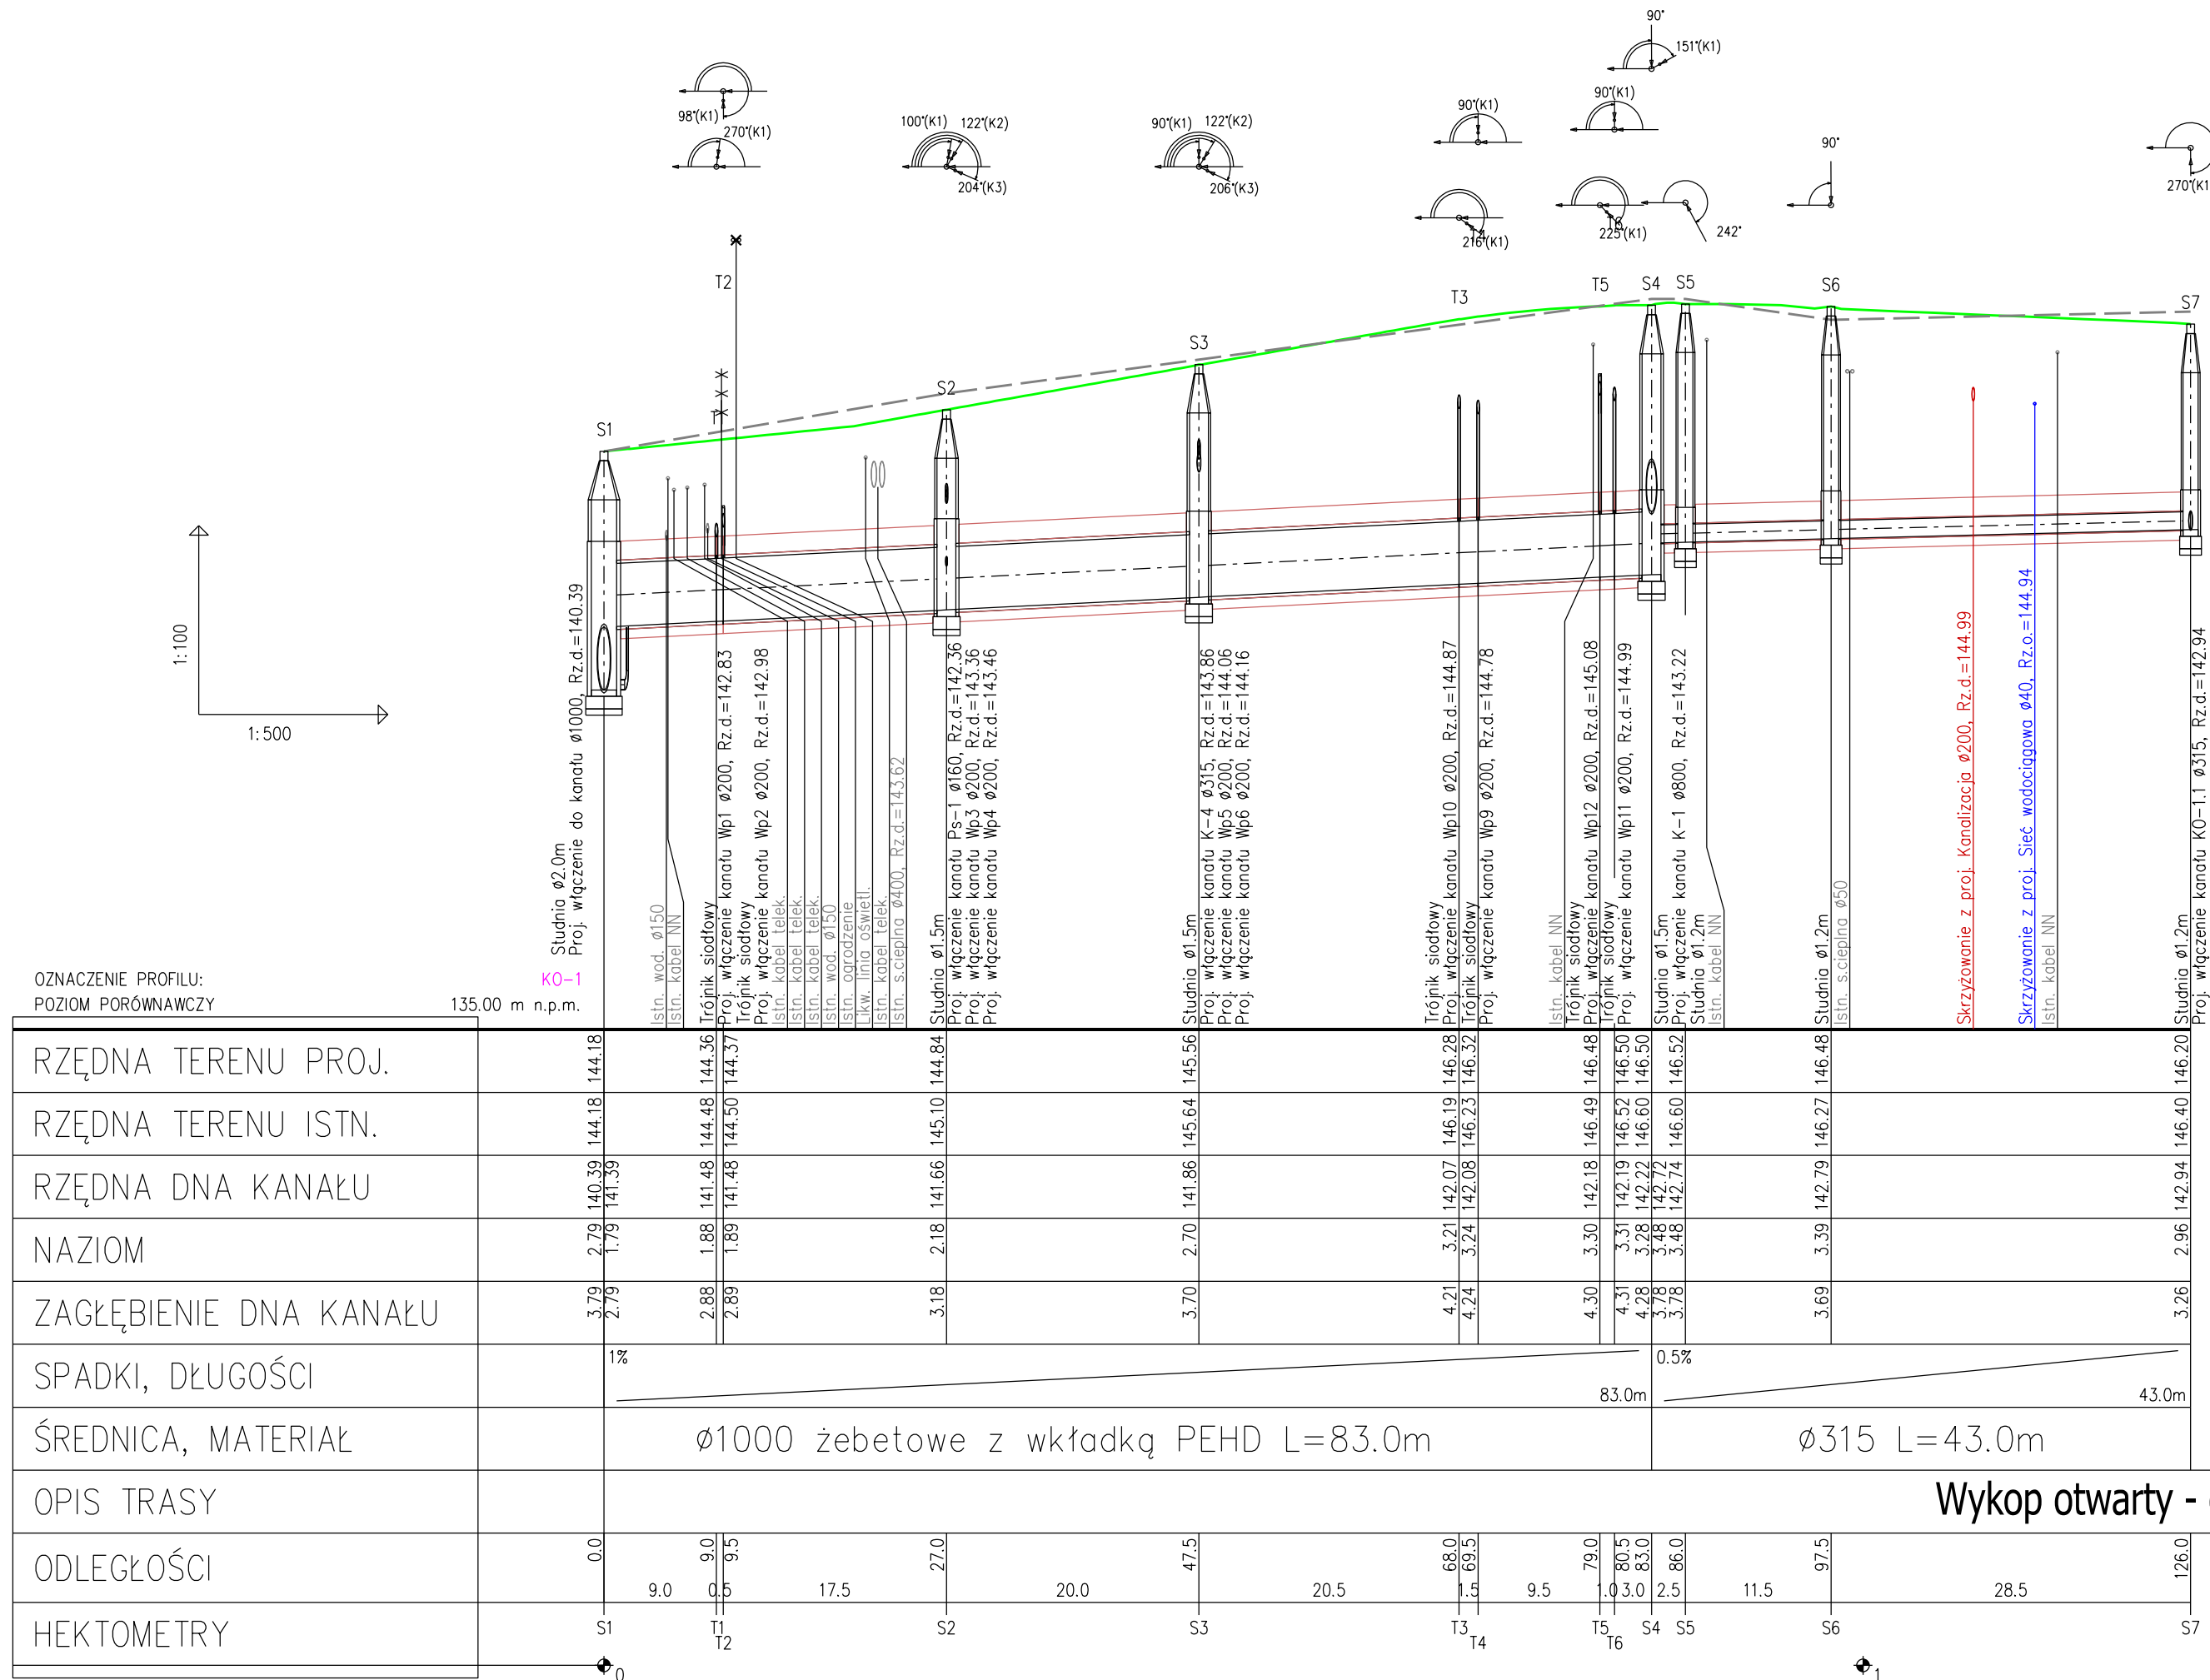 90°
151°(K1)
98°(K1)
270°(K1)
100°(K1)
122°(K2)
204°(K3)
90°(K1)
122°(K2)
206°(K3)
90°(K1)
216°(K1)
90°(K1)
225°(K1)
242°
90°
270°(K1
T2
S1
S2
S3
T3
T5
S4
S5
S6
S7
1:100
1:500
Studnia ø2.0m
Proj. włączenie do kanału ø1000, Rz.d.=140.39
Istn. wod. ø150
Istn. kabel NN
Trójnik siodłowy
Proj. włączenie kanału Wp1 ø200, Rz.d.=142.83
Trójnik siodłowy
Proj. włączenie kanału Wp2 ø200, Rz.d.=142.98
Istn. kabel telek.
Istn. kabel telek.
Istn. kabel telek.
Istn. wod. ø150
Istn. ogrodzenie
Likw. linia oświetl.
Istn. kabel telek.
Istn. s.cieplna ø400, Rz.d.=143.62
Studnia ø1.5m
Proj. włączenie kanału Ps-1 ø160, Rz.d.=142.36
Proj. włączenie kanału Wp3 ø200, Rz.d.=143.36
Proj. włączenie kanału Wp4 ø200, Rz.d.=143.46
Studnia ø1.5m
Proj. włączenie kanału K-4 ø315, Rz.d.=143.86
Proj. włączenie kanału Wp5 ø200, Rz.d.=144.06
Proj. włączenie kanału Wp6 ø200, Rz.d.=144.16
Trójnik siodłowy
Proj. włączenie kanału Wp10 ø200, Rz.d.=144.87
Trójnik siodłowy
Proj. włączenie kanału Wp9 ø200, Rz.d.=144.78
Istn. kabel NN
Trójnik siodłowy
Proj. włączenie kanału Wp12 ø200, Rz.d.=145.08
Trójnik siodłowy
Proj. włączenie kanału Wp11 ø200, Rz.d.=144.99
Studnia ø1.5m
Proj. włączenie kanału K-1 ø800, Rz.d.=143.22
Studnia ø1.2m
Istn. kabel NN
Studnia ø1.2m
Istn. s.cieplna ø50
Skrzyżowanie z proj. Kanalizacja ø200, Rz.d.=144.99
Skrzyżowanie z proj. Sieć wodociągowa ø40, Rz.o.=144.94
Istn. kabel NN
Studnia ø1.2m
Proj. włączenie kanału KO-1.1 ø315, Rz.d.=142.94
OZNACZENIE PROFILU: KO-1
POZIOM PORÓWNAWCZY 135.00 m n.p.m.
RZĘDNA TERENU PROJ. 144.18 144.36 144.37 144.84 145.56 146.28 146.32 146.48 146.50 146.50 146.52 146.48 146.20
RZĘDNA TERENU ISTN. 144.18 144.48 144.50 145.10 145.64 146.19 146.23 146.49 146.52 146.60 146.60 146.27 146.40
RZĘDNA DNA KANAŁU 140.39 141.39 141.48 141.48 141.66 141.86 142.07 142.08 142.18 142.19 142.22 142.72 142.74 142.79 142.94
NAZIOM 2.79 1.79 1.88 1.89 2.18 2.70 3.21 3.24 3.30 3.31 3.28 3.48 3.48 3.39 2.96
ZAGŁĘBIENIE DNA KANAŁU 3.79 2.79 2.88 2.89 3.18 3.70 4.21 4.24 4.30 4.31 4.28 3.78 3.78 3.69 3.26
SPADKI, DŁUGOŚCI 1% 83.0m 0.5% 43.0m
ŚREDNICA, MATERIAŁ ø1000 żebetowe z wkładką PEHD L=83.0m ø315 L=43.0m
OPIS TRASY Wykop otwarty -
ODLEGŁOŚCI 0.0 9.0 9.5 27.0 47.5 68.0 69.5 79.0 80.5 83.0 86.0 97.5 126.0
9.0 0.5 17.5 20.0 20.5 1.5 9.5 1.0 3.0 2.5 11.5 28.5
HEKTOMETRY S1 T1 T2 S2 S3 T3 T4 T5 T6 S4 S5 S6 S7
0 1